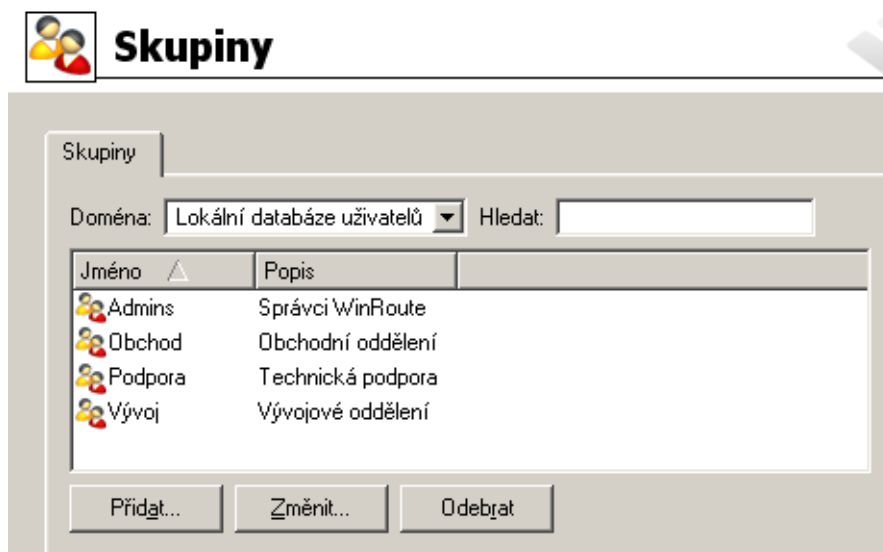 Skupiny
Skupiny
Doména: Lokální databáze uživatelů Hledat:
Jméno Popis
Admins Správci WinRoute
Obchod Obchodní oddělení
Podpora Technická podpora
Vývoj Vývojové oddělení
Přidat... Změnit... Odebrat